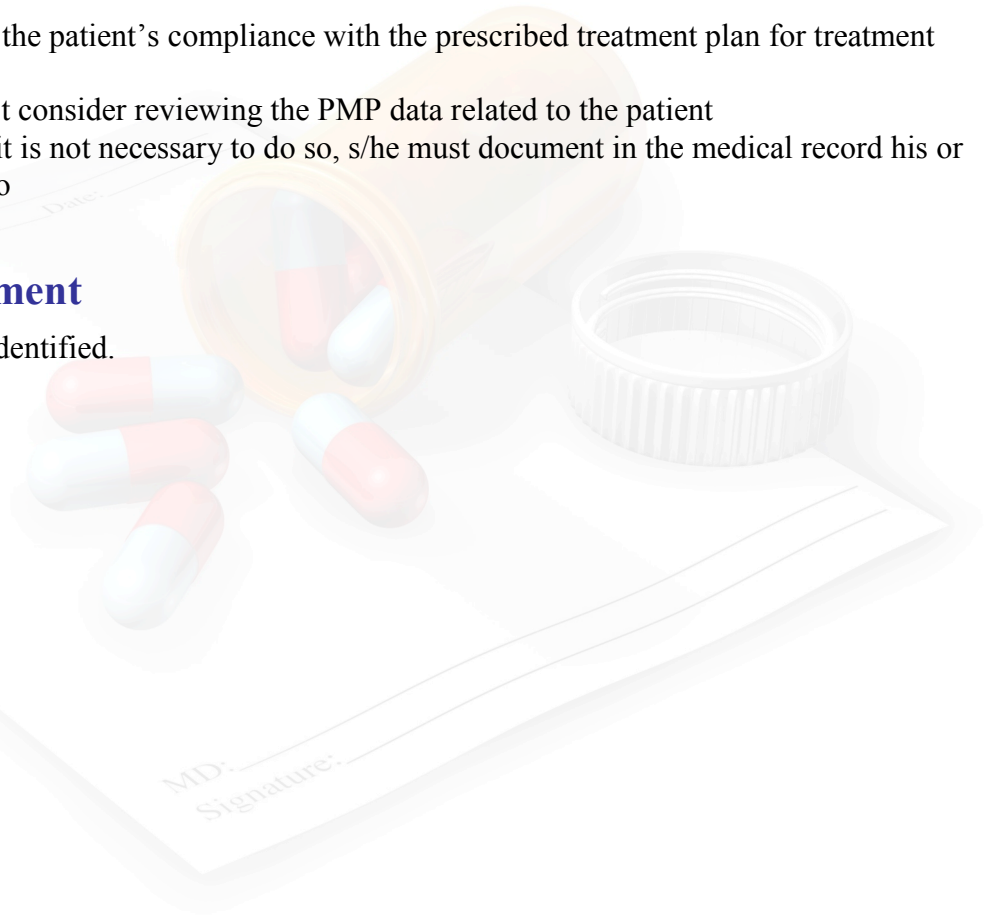 the patient’s compliance with the prescribed treatment plan for treatment
t consider reviewing the PMP data related to the patient
it is not necessary to do so, s/he must document in the medical record his or
o
Date:
ment
dentified.
MD:
Signature: